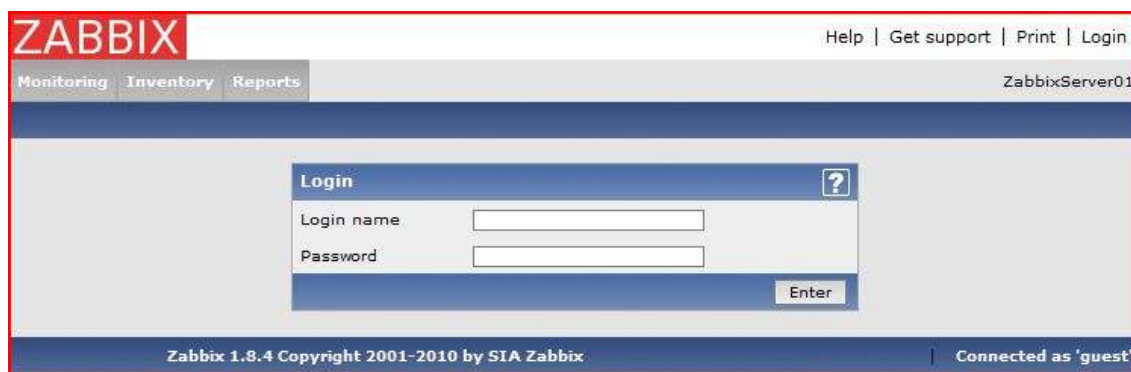 ZABBIX
Help | Get support | Print | Login
Monitoring Inventory Reports
ZabbixServer01
Login ?
Login name
Password
Enter
Zabbix 1.8.4 Copyright 2001-2010 by SIA Zabbix | Connected as 'guest'